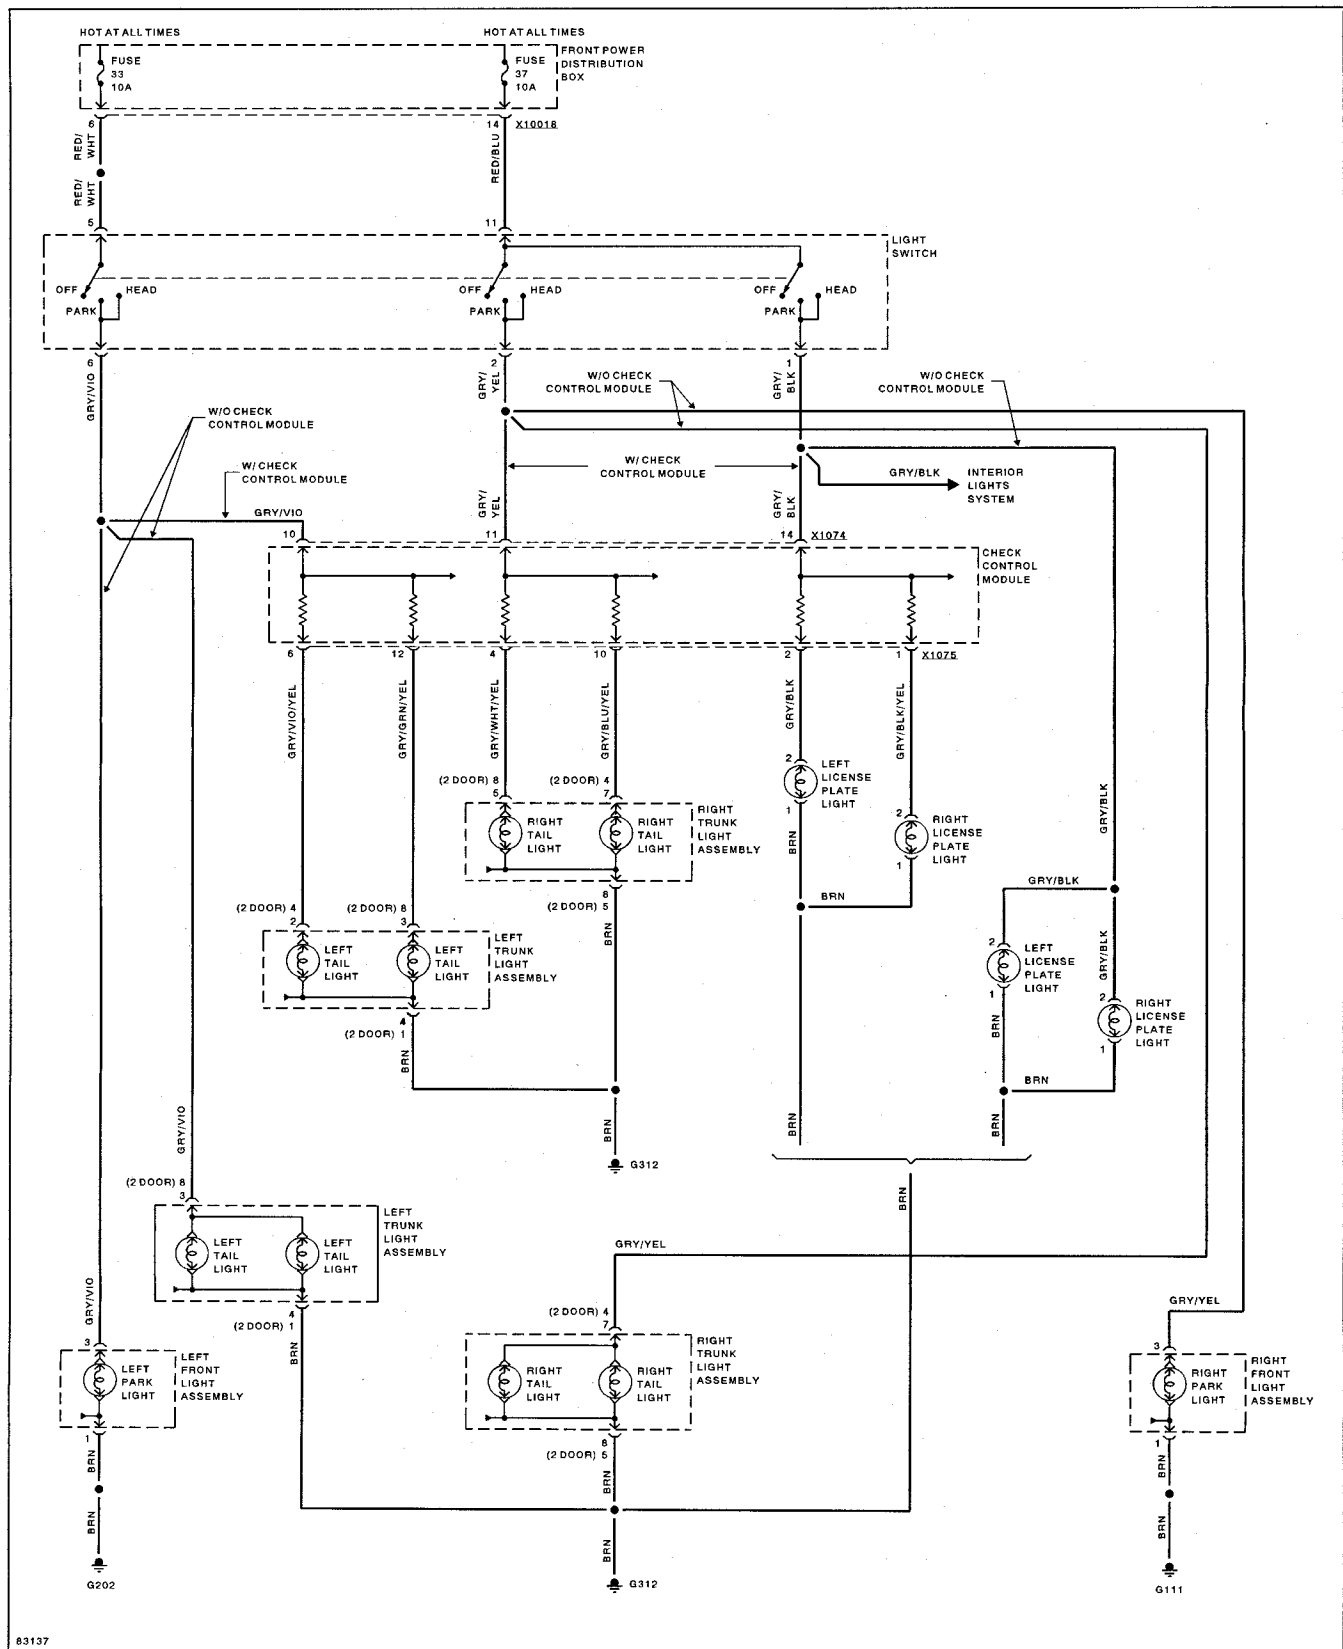 HOT AT ALL TIMES
HOT AT ALL TIMES
FUSE
33
10A
FUSE
37
10A
FRONT POWER
DISTRIBUTION
BOX
6
14
X10018
RED/
WHT
RED/BLU
RED/
WHT
5
11
LIGHT
SWITCH
OFF
HEAD
PARK
OFF
HEAD
PARK
OFF
HEAD
PARK
6
2
1
GRY/VIO
GRY/
YEL
GRY/
BLK
W/O CHECK
CONTROL MODULE
W/O CHECK
CONTROL MODULE
W/O CHECK
CONTROL MODULE
W/ CHECK
CONTROL MODULE
W/ CHECK
CONTROL MODULE
GRY/BLK
INTERIOR
LIGHTS
SYSTEM
GRY/VIO
GRY/
YEL
GRY/
BLK
10
11
14
X1074
CHECK
CONTROL
MODULE
6
12
4
10
2
1
X1075
GRY/VIO/YEL
GRY/GRN/YEL
GRY/WHT/YEL
GRY/BLU/YEL
GRY/BLK
GRY/BLK/YEL
2
LEFT
LICENSE
PLATE
LIGHT
1
(2 DOOR) 8
5
(2 DOOR) 4
7
RIGHT
TAIL
LIGHT
RIGHT
TAIL
LIGHT
RIGHT
TRUNK
LIGHT
ASSEMBLY
BRN
2
RIGHT
LICENSE
PLATE
LIGHT
1
GRY/BLK
8
(2 DOOR) 5
BRN
BRN
GRY/BLK
(2 DOOR) 4
2
(2 DOOR) 8
3
LEFT
TAIL
LIGHT
LEFT
TAIL
LIGHT
LEFT
TRUNK
LIGHT
ASSEMBLY
2
LEFT
LICENSE
PLATE
LIGHT
1
GRY/BLK
2
RIGHT
LICENSE
PLATE
LIGHT
1
4
(2 DOOR) 1
BRN
BRN
BRN
BRN
BRN
BRN
G312
GRY/VIO
(2 DOOR) 8
3
LEFT
TAIL
LIGHT
LEFT
TAIL
LIGHT
LEFT
TRUNK
LIGHT
ASSEMBLY
BRN
GRY/YEL
4
(2 DOOR) 1
BRN
GRY/VIO
(2 DOOR) 4
7
GRY/YEL
3
LEFT
PARK
LIGHT
LEFT
FRONT
LIGHT
ASSEMBLY
1
RIGHT
TAIL
LIGHT
RIGHT
TAIL
LIGHT
RIGHT
TRUNK
LIGHT
ASSEMBLY
3
RIGHT
PARK
LIGHT
RIGHT
FRONT
LIGHT
ASSEMBLY
1
8
(2 DOOR) 5
BRN
BRN
BRN
BRN
BRN
BRN
G202
G312
G111
83137